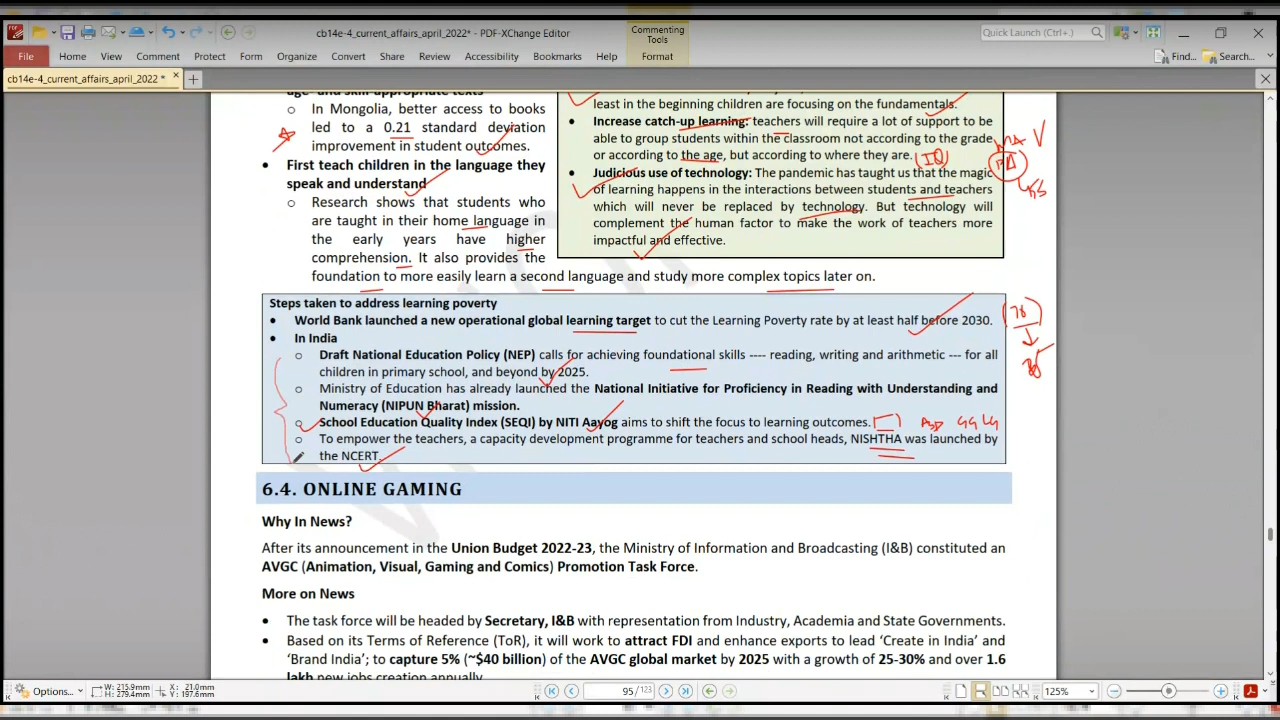 cb14e-4_current_affairs_april_2022* - PDF-XChange Editor
Commenting Tools
Quick Launch (Ctrl+.)
File Home View Comment Protect Form Organize Convert Share Review Accessibility Bookmarks Help Format Find... Search...
cb14e-4_current_affairs_april_2022 *
age- and skill-appropriate texts
o In Mongolia, better access to books
led to a 0.21 standard deviation
improvement in student outcomes.
• First teach children in the language they
speak and understand
o Research shows that students who
are taught in their home language in
the early years have higher
comprehension. It also provides the
foundation to more easily learn a second language and study more complex topics later on.
least in the beginning children are focusing on the fundamentals.
• Increase catch-up learning: teachers will require a lot of support to be
able to group students within the classroom not according to the grade
or according to the age, but according to where they are.
(IQ)
• Judicious use of technology: The pandemic has taught us that the magic
of learning happens in the interactions between students and teachers
which will never be replaced by technology. But technology will
complement the human factor to make the work of teachers more
impactful and effective.
Steps taken to address learning poverty
• World Bank launched a new operational global learning target to cut the Learning Poverty rate by at least half before 2030.
• In India
o Draft National Education Policy (NEP) calls for achieving foundational skills ---- reading, writing and arithmetic --- for all
children in primary school, and beyond by 2025.
o Ministry of Education has already launched the National Initiative for Proficiency in Reading with Understanding and
Numeracy (NIPUN Bharat) mission.
o School Education Quality Index (SEQI) by NITI Aayog aims to shift the focus to learning outcomes.
o To empower the teachers, a capacity development programme for teachers and school heads, NISHTHA was launched by
the NCERT.
6.4. ONLINE GAMING
Why In News?
After its announcement in the Union Budget 2022-23, the Ministry of Information and Broadcasting (I&B) constituted an
AVGC (Animation, Visual, Gaming and Comics) Promotion Task Force.
More on News
• The task force will be headed by Secretary, I&B with representation from Industry, Academia and State Governments.
• Based on its Terms of Reference (ToR), it will work to attract FDI and enhance exports to lead ‘Create in India’ and
‘Brand India’; to capture 5% (~$40 billion) of the AVGC global market by 2025 with a growth of 25-30% and over 1.6
lakh new jobs creation annually.
Options... W: 215.9mm H: 279.4mm X: 21.0mm Y: 197.6mm 95 / 123 125%